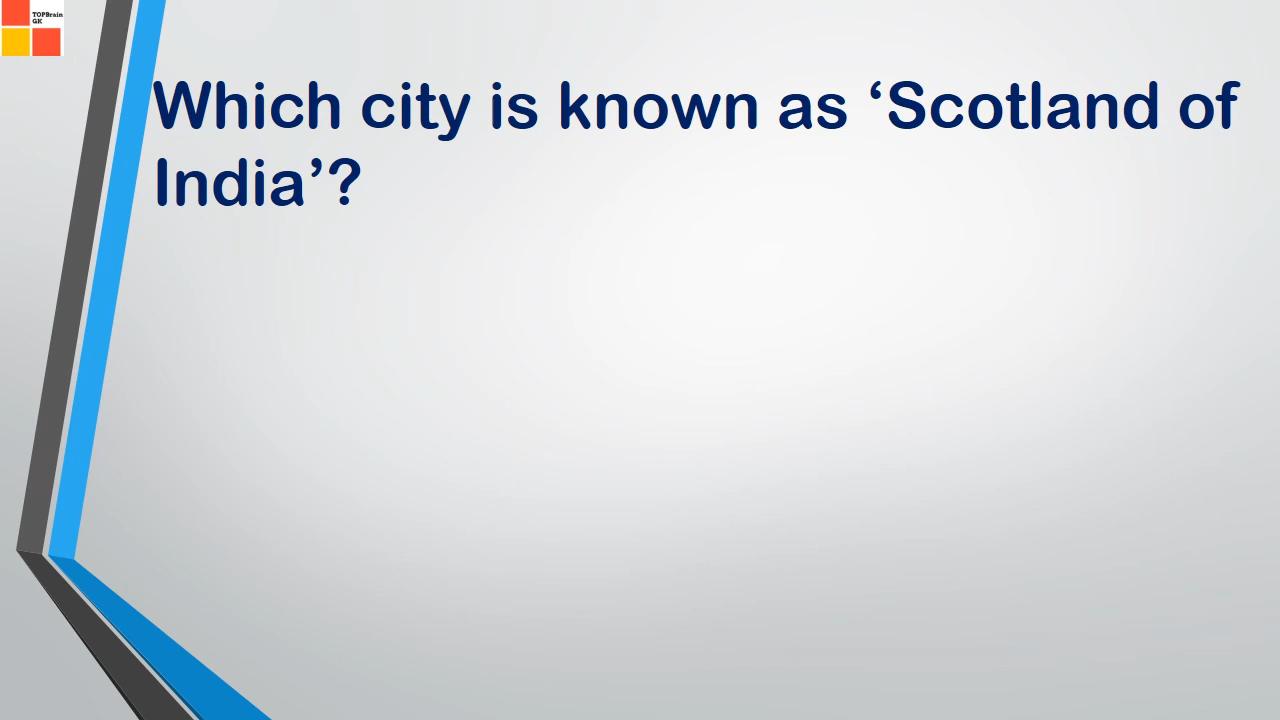 TOPBrain
GK
Which city is known as ‘Scotland of
India’?